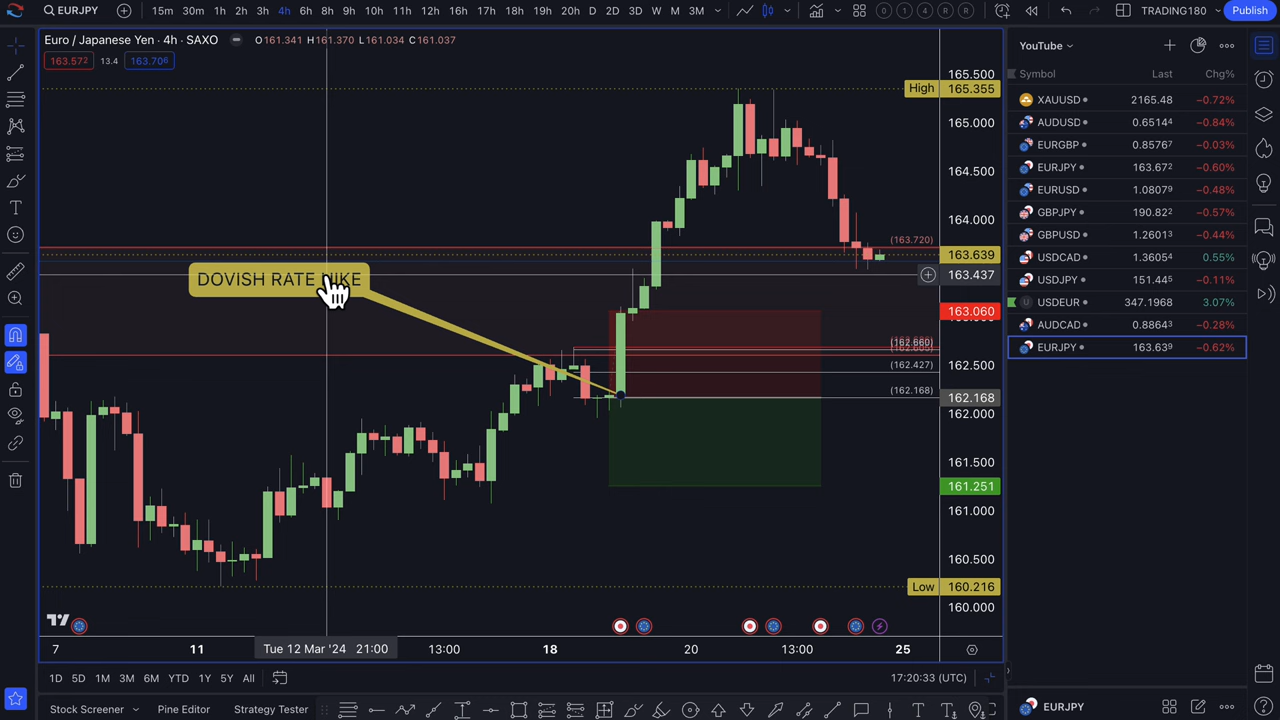 EURJPY 15m 30m 1h 2h 3h 4h 6h 8h 9h 10h 11h 12h 16h 17h 19h 20h D 2D 3D W M 3M 0 1 4 R R TRADING180 Publish
Euro / Japanese Yen · 4h · SAXO O161.341 H161.370 L161.034 C161.037
163.572 13.4 163.706
High 165.355
165.500
165.000
164.500
164.000
(163.720)
163.639
163.437
DOVISH RATE HIKE
163.060
162.500
(162.427)
(162.168) 162.168
162.000
161.500
161.251
161.000
160.500
Low 160.216
160.000
7 11 Tue 12 Mar '24 21:00 13:00 18 20 13:00 25
1D 5D 1M 3M 6M YTD 1Y 5Y All 17:20:33 (UTC)
Stock Screener Pine Editor Strategy Tester
YouTube
Symbol Last Chg%
XAUUSD 2165.48 −0.72%
AUDUSD 0.65144 −0.84%
EURGBP 0.85767 −0.03%
EURJPY 163.672 −0.60%
EURUSD 1.08079 −0.48%
GBPJPY 190.822 −0.57%
GBPUSD 1.26013 −0.44%
USDCAD 1.36054 0.55%
USDJPY 151.445 −0.11%
USDEUR 347.1968 3.07%
AUDCAD 0.88643 −0.28%
EURJPY 163.639 −0.62%
EURJPY